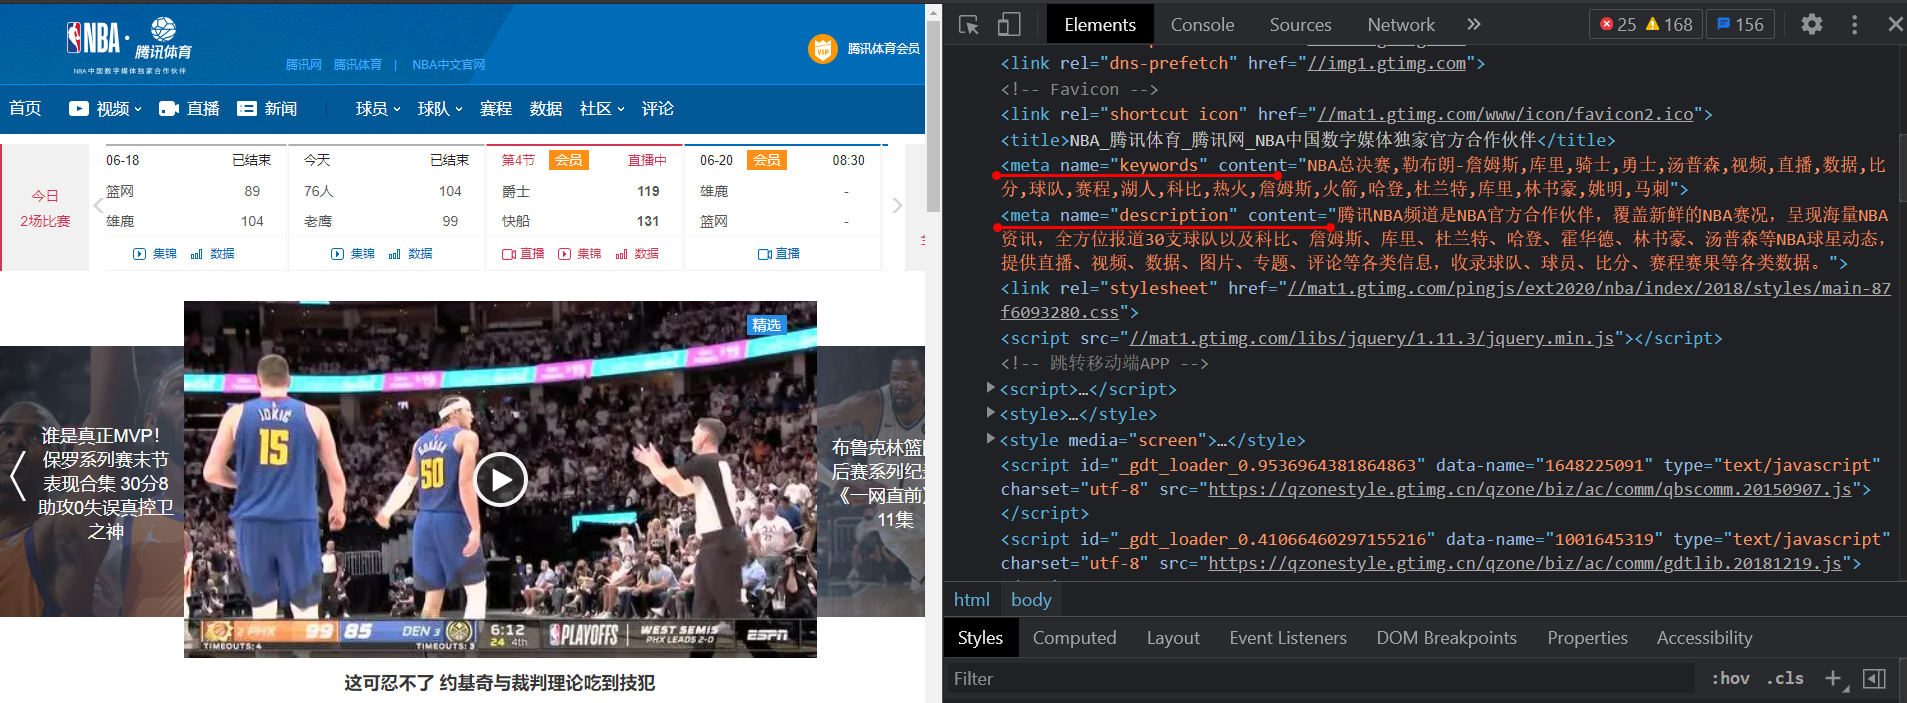 NBA · 腾讯体育
NBA中国数字媒体独家合作伙伴
腾讯网 腾讯体育 | NBA中文官网
VIP 腾讯体育会员
首页 视频 直播 新闻 球员 球队 赛程 数据 社区 评论
今日
2场比赛
06-18 已结束
篮网 89
雄鹿 104
集锦 数据
今天 已结束
76人 104
老鹰 99
集锦 数据
第4节 会员 直播中
爵士 119
快船 131
直播 集锦 数据
06-20 会员 08:30
雄鹿 -
篮网 -
直播
谁是真正MVP！
保罗系列赛末节
表现合集 30分8
助攻0失误真控卫
之神
精选
JOKIC
15
GORDON
50
2 PHX 99 85 DEN 3
TIMEOUTS: 4 TIMEOUTS: 3
6:12
24 4th
PLAYOFFS
WEST SEMIS
PHX LEADS 2-0
ESPN
布鲁克林篮
后赛系列纪
《一网直前
11集
这可忍不了 约基奇与裁判理论吃到技犯
Elements Console Sources Network » 25 168 156
<link rel="dns-prefetch" href="//img1.gtimg.com">
<!-- Favicon -->
<link rel="shortcut icon" href="//mat1.gtimg.com/www/icon/favicon2.ico">
<title>NBA_腾讯体育_腾讯网_NBA中国数字媒体独家官方合作伙伴</title>
<meta name="keywords" content="NBA总决赛,勒布朗-詹姆斯,库里,骑士,勇士,汤普森,视频,直播,数据,比
分,球队,赛程,湖人,科比,热火,詹姆斯,火箭,哈登,杜兰特,库里,林书豪,姚明,马刺">
<meta name="description" content="腾讯NBA频道是NBA官方合作伙伴，覆盖新鲜的NBA赛况，呈现海量NBA
资讯，全方位报道30支球队以及科比、詹姆斯、库里、杜兰特、哈登、霍华德、林书豪、汤普森等NBA球星动态，
提供直播、视频、数据、图片、专题、评论等各类信息，收录球队、球员、比分、赛程赛果等各类数据。">
<link rel="stylesheet" href="//mat1.gtimg.com/pingjs/ext2020/nba/index/2018/styles/main-87
f6093280.css">
<script src="//mat1.gtimg.com/libs/jquery/1.11.3/jquery.min.js"></script>
<!-- 跳转移动端APP -->
<script>…</script>
<style>…</style>
<style media="screen">…</style>
<script id="_gdt_loader_0.9536964381864863" data-name="1648225091" type="text/javascript"
charset="utf-8" src="https://qzonestyle.gtimg.cn/qzone/biz/ac/comm/qbscomm.20150907.js">
</script>
<script id="_gdt_loader_0.41066460297155216" data-name="1001645319" type="text/javascript"
charset="utf-8" src="https://qzonestyle.gtimg.cn/qzone/biz/ac/comm/gdtlib.20181219.js">
html body
Styles Computed Layout Event Listeners DOM Breakpoints Properties Accessibility
Filter :hov .cls +